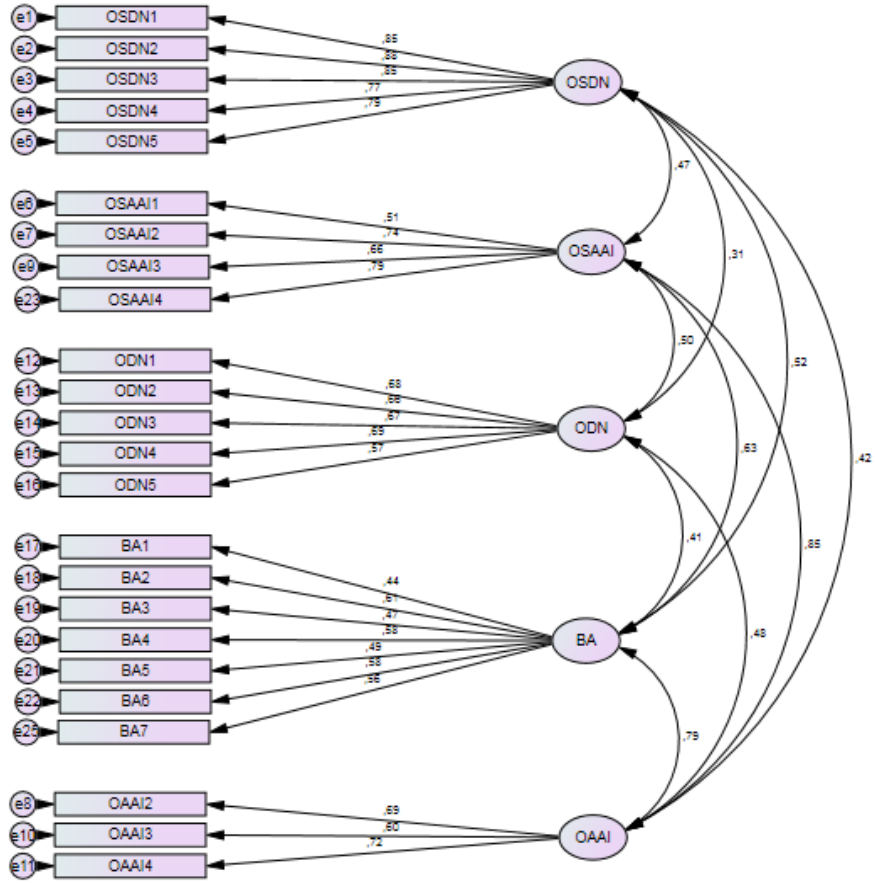 e1 OSDN1
,85
e2 OSDN2
,88
e3 OSDN3
,85
OSDN
e4 OSDN4
,77
e5 OSDN5
,79
,47
e6 OSAAI1
,51
e7 OSAAI2
,74
e9 OSAAI3
,66
OSAAI
,31
e23 OSAAI4
,79
,50
e12 ODN1
,52
e13 ODN2
,68
,66
e14 ODN3
,67
ODN
e15 ODN4
,69
e16 ODN5
,57
,63
,42
,41
e17 BA1
,85
e18 BA2
,44
e19 BA3
,61
,47
e20 BA4
,58
BA
,48
e21 BA5
,49
e22 BA6
,58
e25 BA7
,56
,79
e8 OAAI2
,69
e10 OAAI3
,60
OAAI
e11 OAAI4
,72